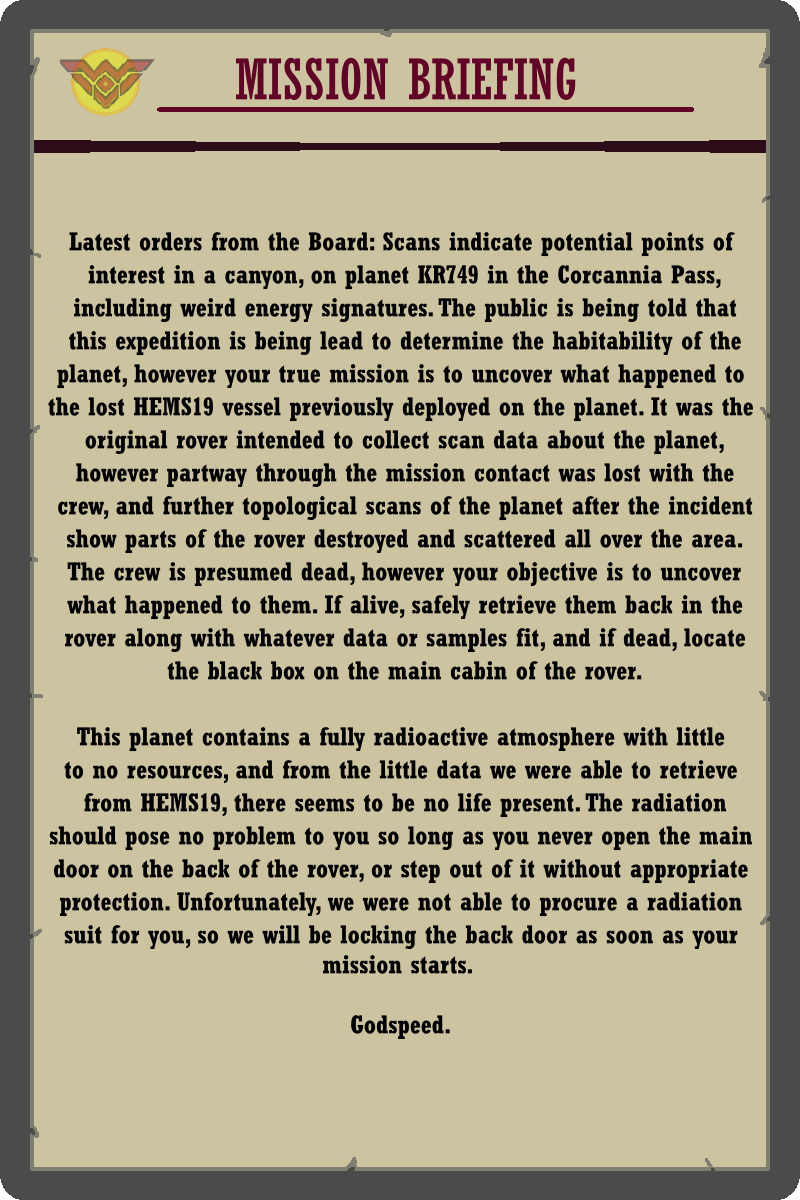 MISSION BRIEFING
Latest orders from the Board: Scans indicate potential points of
interest in a canyon, on planet KR749 in the Corcannia Pass,
including weird energy signatures. The public is being told that
this expedition is being lead to determine the habitability of the
planet, however your true mission is to uncover what happened to
the lost HEMS19 vessel previously deployed on the planet. It was the
original rover intended to collect scan data about the planet,
however partway through the mission contact was lost with the
crew, and further topological scans of the planet after the incident
show parts of the rover destroyed and scattered all over the area.
The crew is presumed dead, however your objective is to uncover
what happened to them. If alive, safely retrieve them back in the
rover along with whatever data or samples fit, and if dead, locate
the black box on the main cabin of the rover.
This planet contains a fully radioactive atmosphere with little
to no resources, and from the little data we were able to retrieve
from HEMS19, there seems to be no life present. The radiation
should pose no problem to you so long as you never open the main
door on the back of the rover, or step out of it without appropriate
protection. Unfortunately, we were not able to procure a radiation
suit for you, so we will be locking the back door as soon as your
mission starts.
Godspeed.